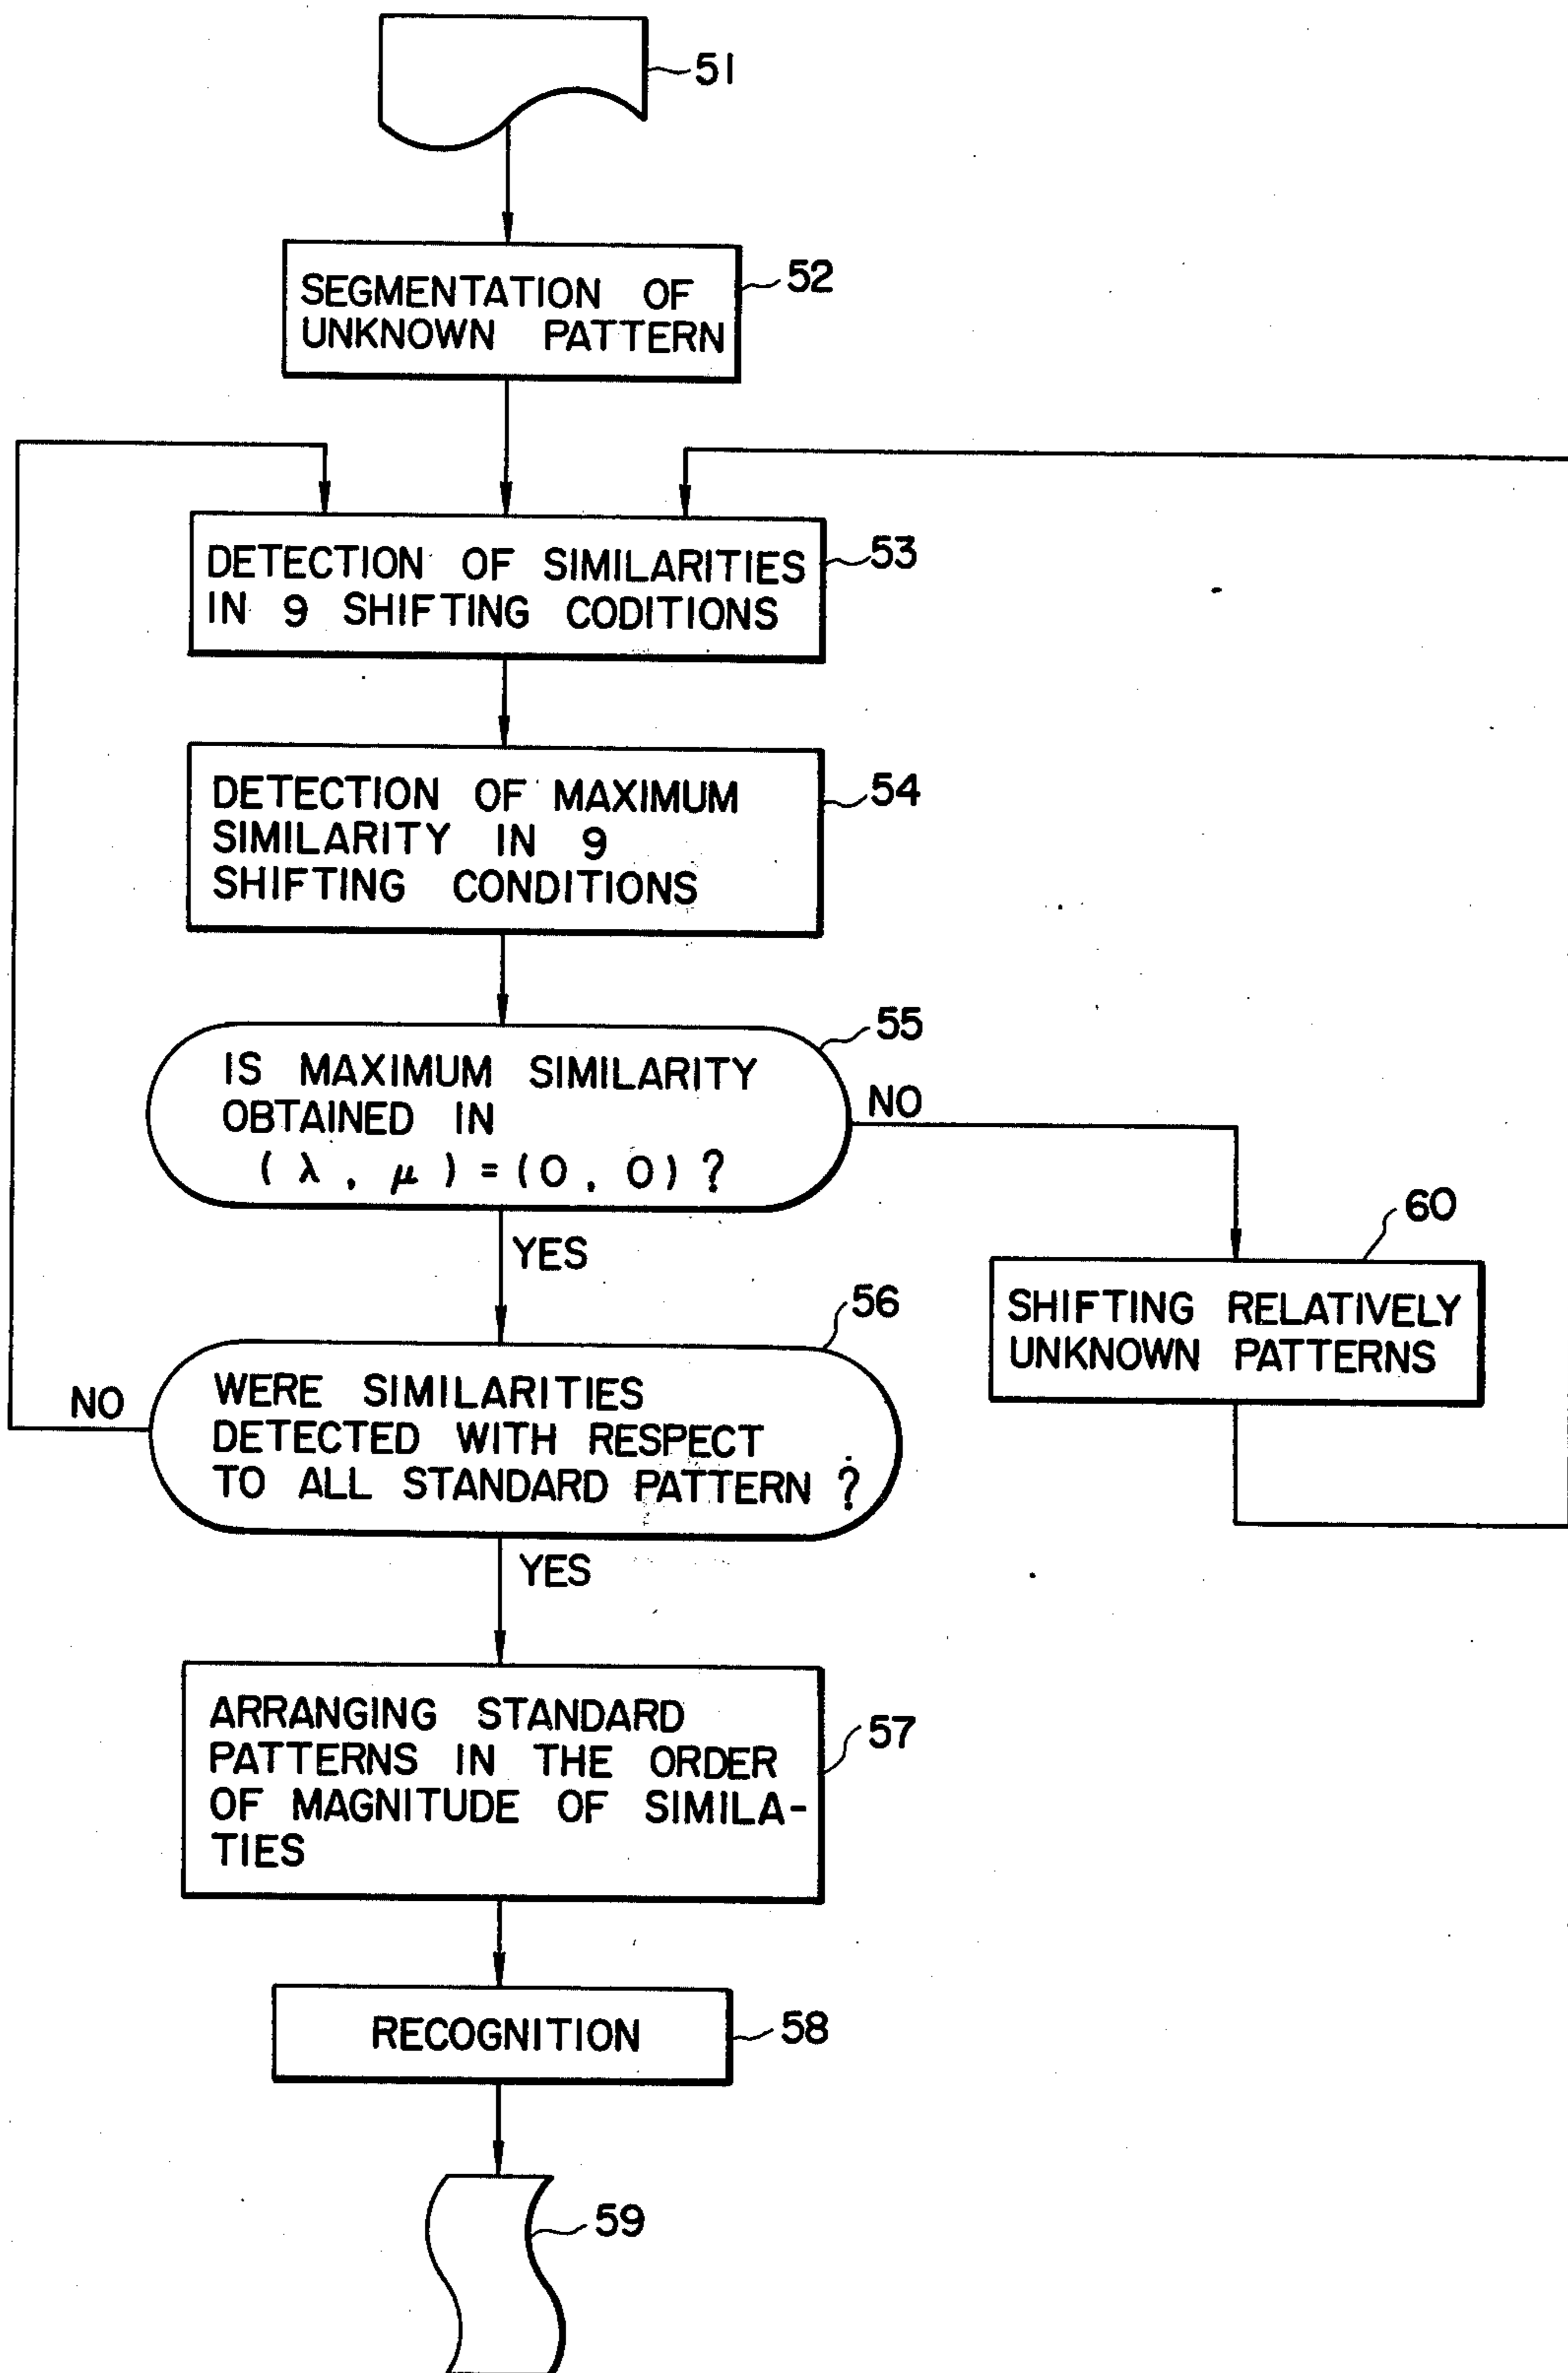 51
SEGMENTATION OF
UNKNOWN PATTERN
52
DETECTION OF SIMILARITIES
IN 9 SHIFTING CODITIONS
53
DETECTION OF MAXIMUM
SIMILARITY IN 9
SHIFTING CONDITIONS
54
55
IS MAXIMUM SIMILARITY
OBTAINED IN
(λ, μ) = (0, 0)?
NO
YES
60
SHIFTING RELATIVELY
UNKNOWN PATTERNS
56
WERE SIMILARITIES
DETECTED WITH RESPECT
TO ALL STANDARD PATTERN ?
NO
YES
ARRANGING STANDARD
PATTERNS IN THE ORDER
OF MAGNITUDE OF SIMILA-
TIES
57
RECOGNITION
58
59